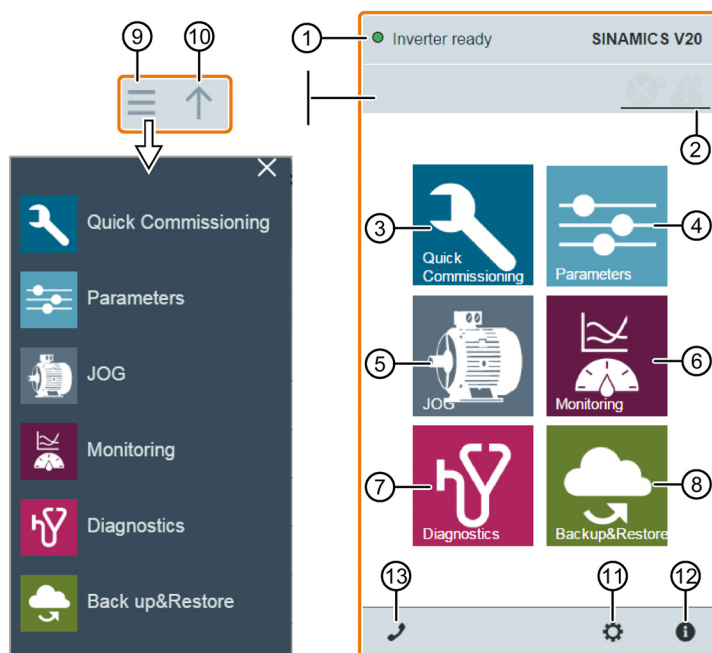 9
10
1
Inverter ready
SINAMICS V20
2
Quick Commissioning
Parameters
JOG
Monitoring
Diagnostics
Back up&Restore
3
Quick
Commissioning
4
Parameters
5
JOG
6
Monitoring
7
Diagnostics
8
Backup&Restore
13
11
12